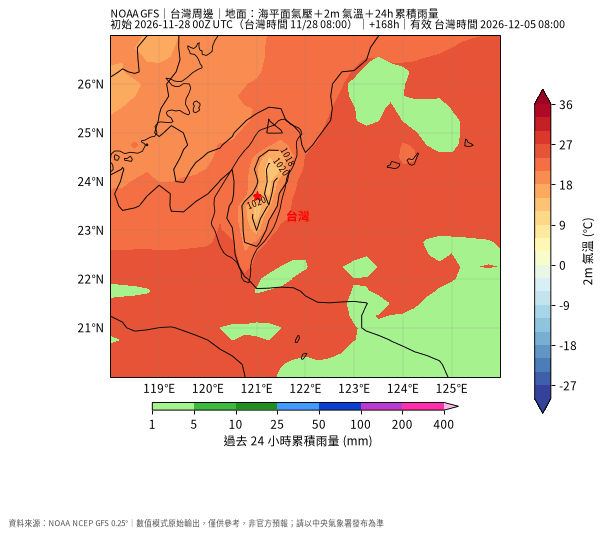 NOAA GFS｜台灣周邊｜地面：海平面氣壓＋2m 氣溫＋24h 累積雨量
初始 2026-11-28 00Z UTC（台灣時間 11/28 08:00）｜+168h｜有效 台灣時間 2026-12-05 08:00
26°N
25°N
24°N
23°N
22°N
21°N
1018
1020
1020
台灣
119°E 120°E 121°E 122°E 123°E 124°E 125°E
36
27
18
9
0
-9
-18
-27
2m 氣溫 (°C)
1 5 10 25 50 100 200 400
過去 24 小時累積雨量 (mm)
資料來源：NOAA NCEP GFS 0.25°｜數值模式原始輸出，僅供參考，非官方預報；請以中央氣象署發布為準